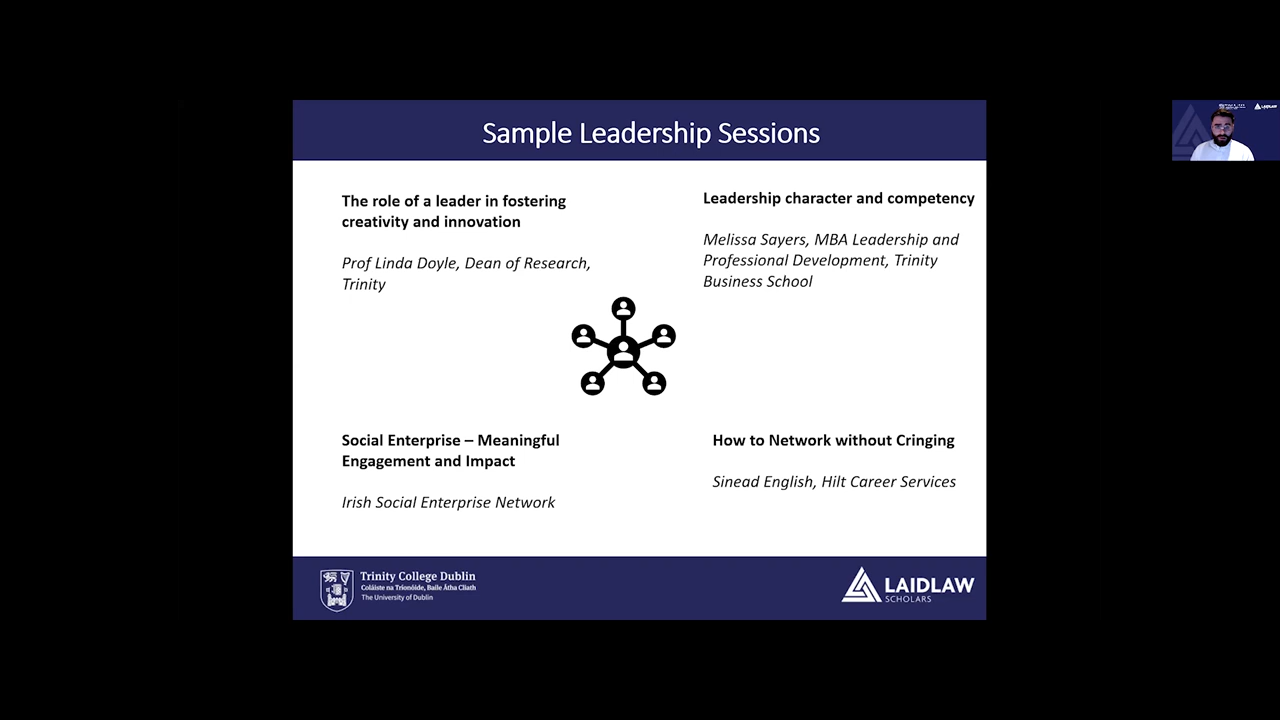 Sample Leadership Sessions
The role of a leader in fostering
creativity and innovation
Prof Linda Doyle, Dean of Research,
Trinity
Leadership character and competency
Melissa Sayers, MBA Leadership and
Professional Development, Trinity
Business School
Social Enterprise – Meaningful
Engagement and Impact
Irish Social Enterprise Network
How to Network without Cringing
Sinead English, Hilt Career Services
Trinity College Dublin
Coláiste na Tríonóide, Baile Átha Cliath
The University of Dublin
LAIDLAW
SCHOLARS
LAIDLAW